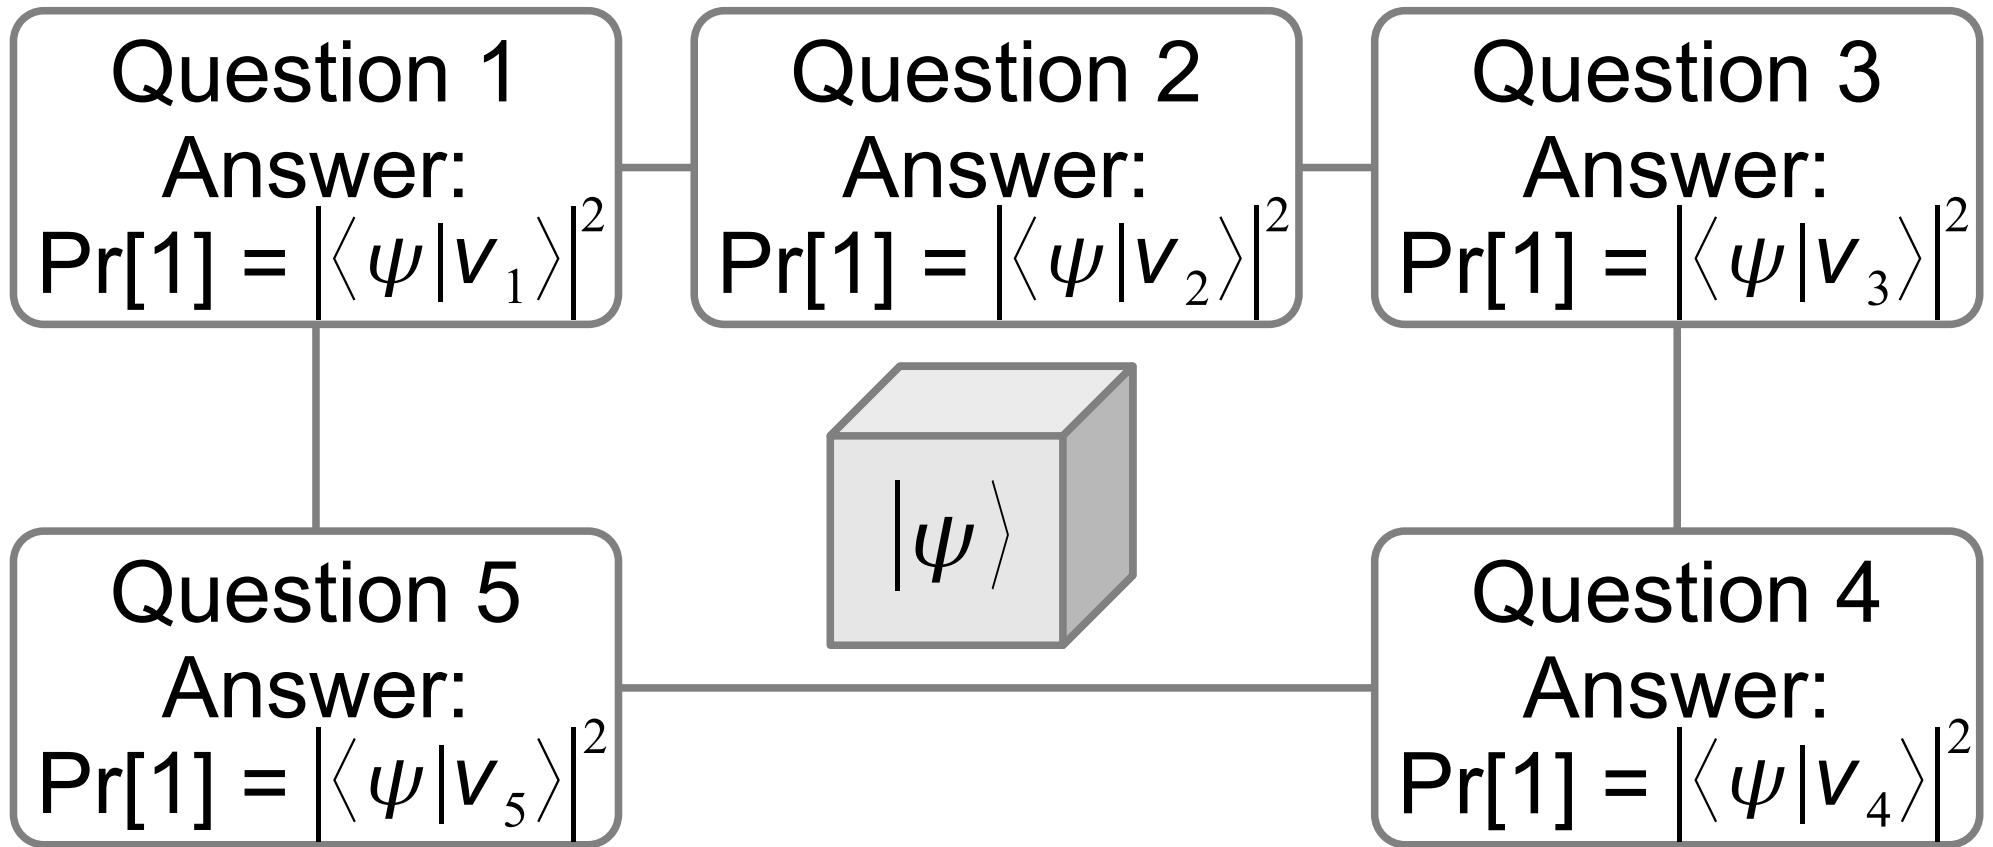 Question 1
Answer:
Pr[1] = |⟨ψ|v₁⟩|²
Question 2
Answer:
Pr[1] = |⟨ψ|v₂⟩|²
Question 3
Answer:
Pr[1] = |⟨ψ|v₃⟩|²
|ψ⟩
Question 5
Answer:
Pr[1] = |⟨ψ|v₅⟩|²
Question 4
Answer:
Pr[1] = |⟨ψ|v₄⟩|²